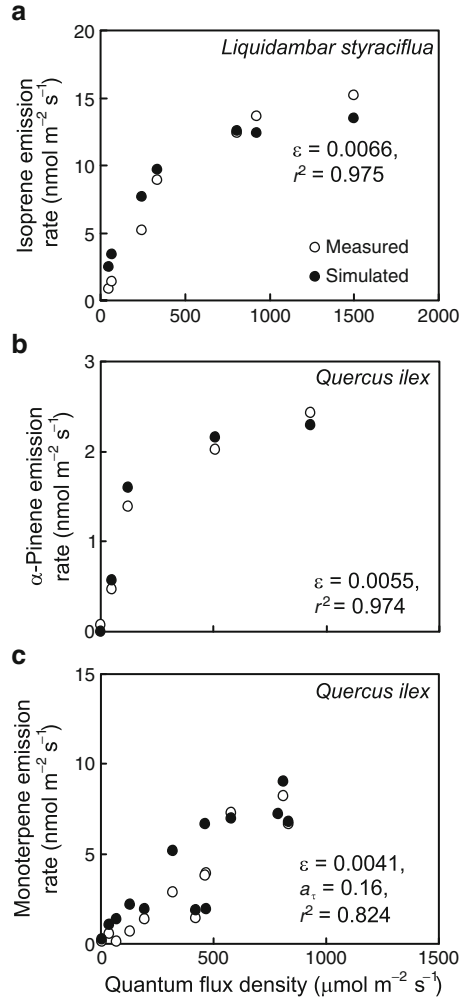 a
20
15
10
5
0
Isoprene emission
rate (nmol m⁻² s⁻¹)
Liquidambar styraciflua
ε = 0.0066,
r² = 0.975
Measured
Simulated
0 500 1000 1500 2000
b
3
2
1
0
α-Pinene emission
rate (nmol m⁻² s⁻¹)
Quercus ilex
ε = 0.0055,
r² = 0.974
c
15
10
5
0
Monoterpene emission
rate (nmol m⁻² s⁻¹)
Quercus ilex
ε = 0.0041,
aτ = 0.16,
r² = 0.824
0 500 1000 1500
Quantum flux density (μmol m⁻² s⁻¹)